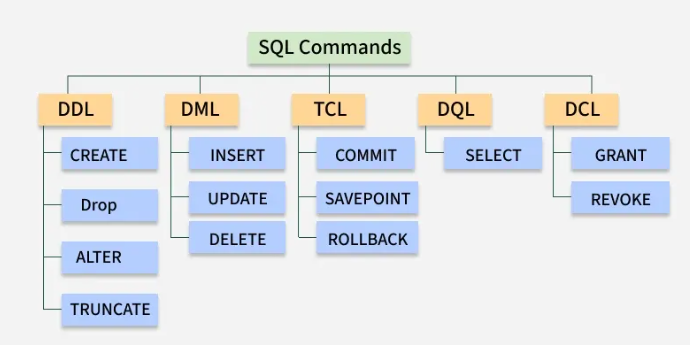 SQL Commands
DDL
DML
TCL
DQL
DCL
CREATE
Drop
ALTER
TRUNCATE
INSERT
UPDATE
DELETE
COMMIT
SAVEPOINT
ROLLBACK
SELECT
GRANT
REVOKE